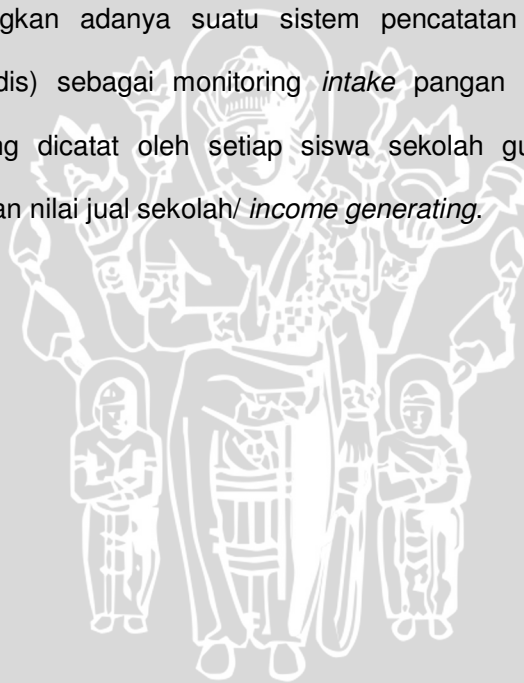 gkan adanya suatu sistem pencatatan
dis) sebagai monitoring intake pangan
ng dicatat oleh setiap siswa sekolah gu
an nilai jual sekolah/ income generating.